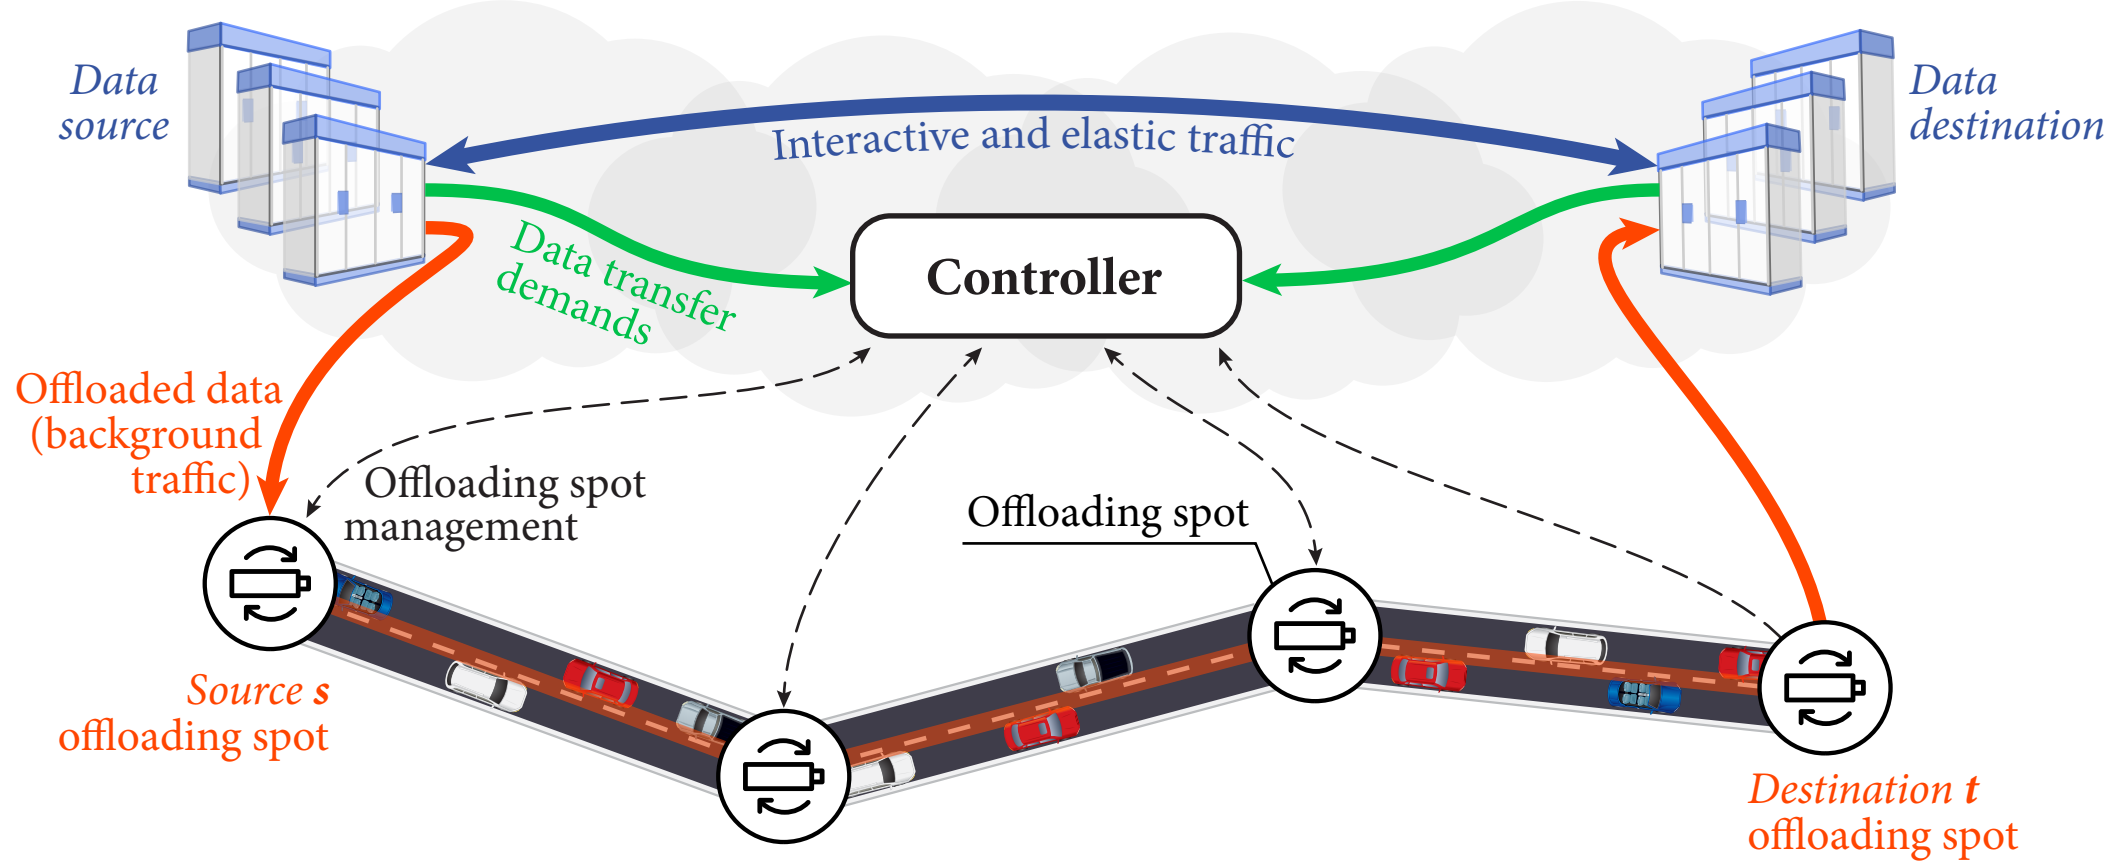 Data
source
Data
destination
Interactive and elastic traffic
Data transfer
demands
Controller
Offloaded data
(background
traffic)
Offloading spot
management
Offloading spot
Source s
offloading spot
Destination t
offloading spot